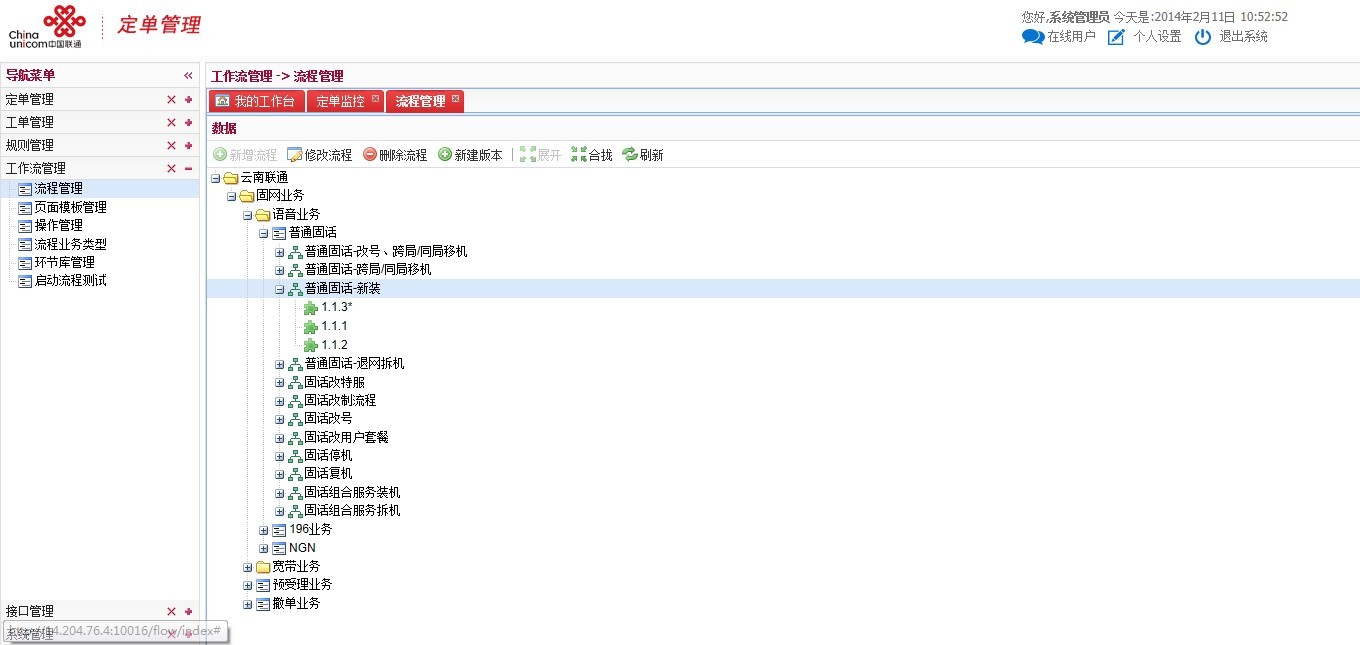 China
unicom中国联通
定单管理
您好,系统管理员 今天是:2014年2月11日 10:52:52
在线用户 个人设置 退出系统
导航菜单 «
定单管理
工单管理
规则管理
工作流管理
流程管理
页面模板管理
操作管理
流程业务类型
环节库管理
启动流程测试
接口管理
系统管理
14.204.76.4:10016/flow/index#
工作流管理 -> 流程管理
我的工作台 定单监控 流程管理
数据
新增流程 修改流程 删除流程 新建版本 展开 合拢 刷新
云南联通
固网业务
语音业务
普通固话
普通固话-改号、跨局/同局移机
普通固话-跨局/同局移机
普通固话-新装
1.1.3*
1.1.1
1.1.2
普通固话-退网拆机
固话改特服
固话改制流程
固话改号
固话改用户套餐
固话停机
固话复机
固话组合服务装机
固话组合服务拆机
196业务
NGN
宽带业务
预受理业务
撤单业务